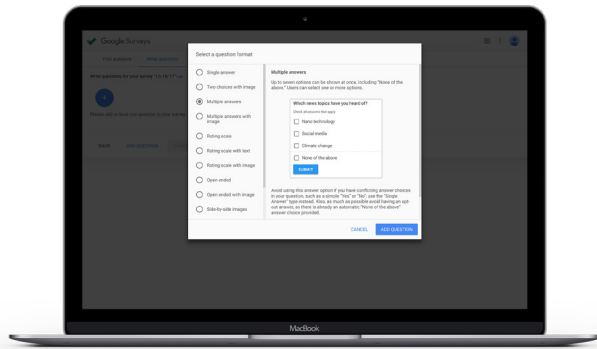 Google Surveys
Select a question format
Single answer
Two choices with image
Multiple answers
Multiple answers with
image
Rating scale
Rating scale with text
Rating scale with image
Open ended
Open ended with image
Side-by-side images
Multiple answers
Up to seven options can be shown at once, including "None of the
above." Users can select one or more options.
Which news topics have you heard of?
Check all answers that apply
Nano technology
Social media
Climate change
None of the above
SUBMIT
Avoid using this answer option if you have conflicting answer choices
in your question, such as a simple "Yes" or "No"; use the "Single
Answer" type instead. Also, as much as possible avoid having an opt-
out answer, as there is already an automatic "None of the above"
answer choice provided.
CANCEL
ADD QUESTION
BACK
ADD QUESTION
MacBook